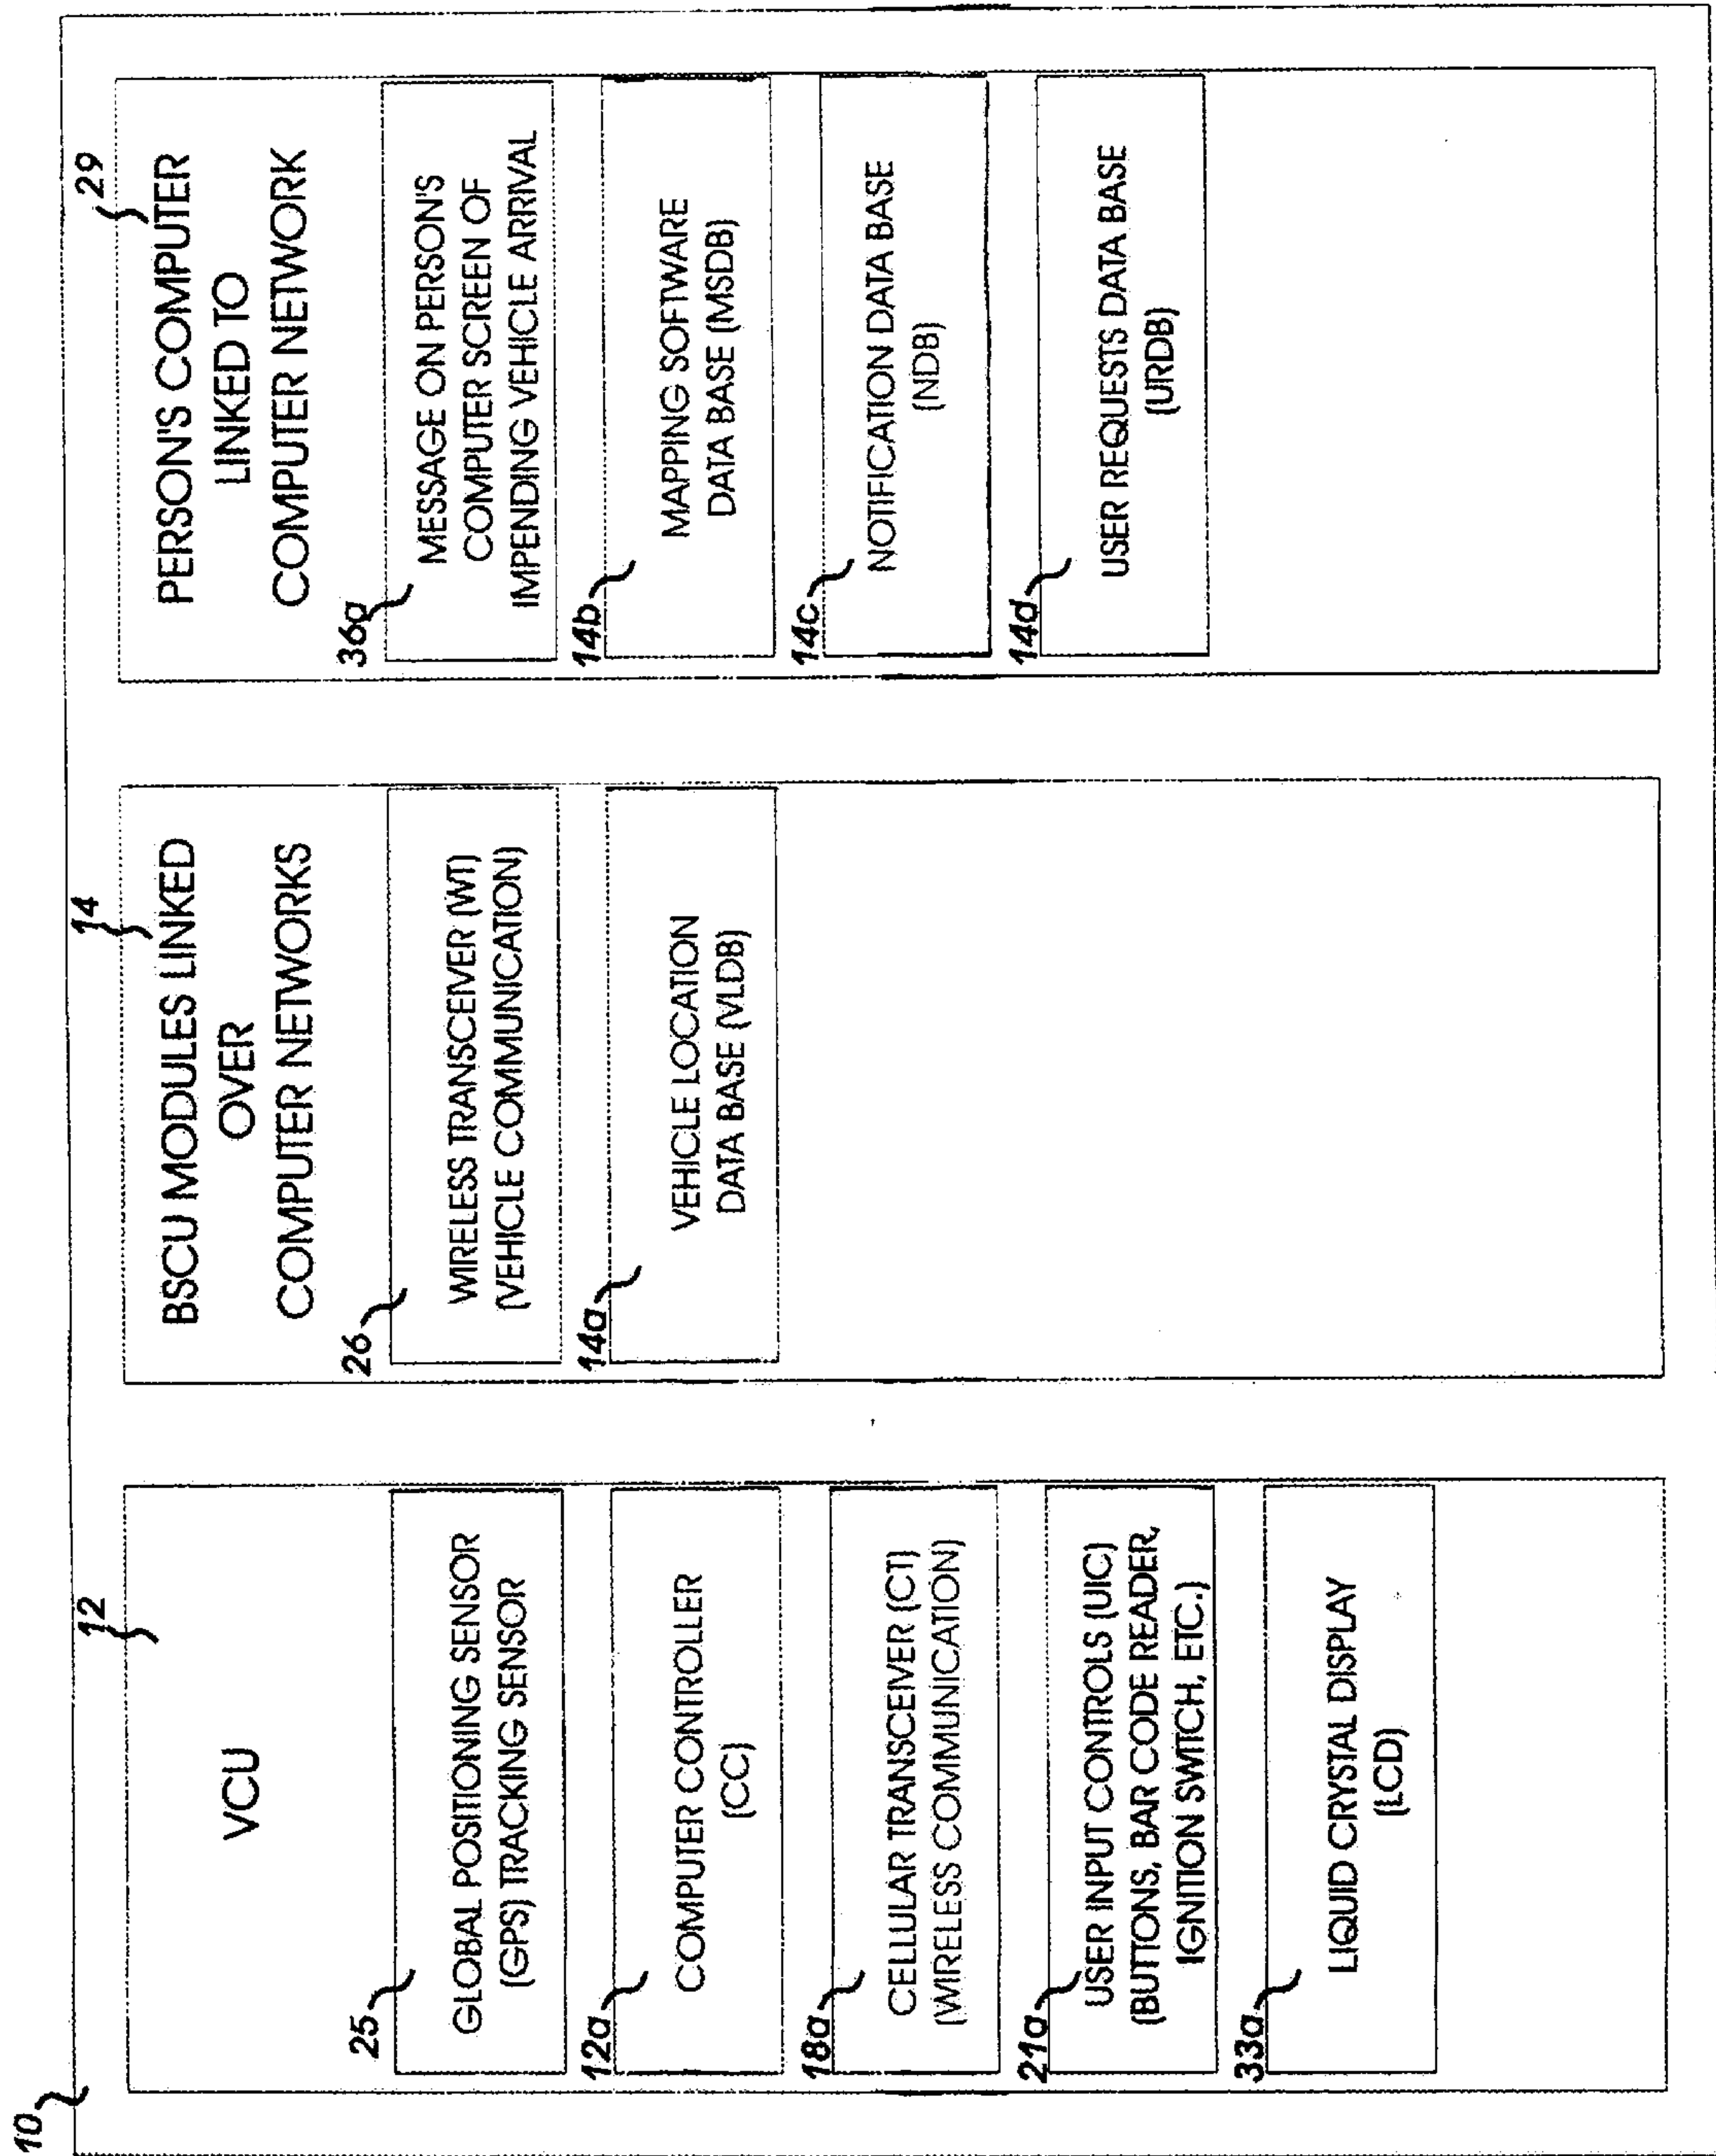 10
12
VCU
25
GLOBAL POSITIONING SENSOR
(GPS) TRACKING SENSOR
12a
COMPUTER CONTROLLER
(CC)
18a
CELLULAR TRANSCEIVER (CT)
(WIRELESS COMMUNICATION)
21a
USER INPUT CONTROLS (UIC)
(BUTTONS, BAR CODE READER,
IGNITION SWITCH, ETC.)
33a
LIQUID CRYSTAL DISPLAY
(LCD)
14
BSCU MODULES LINKED
OVER
COMPUTER NETWORKS
26
WIRELESS TRANSCEIVER (WT)
(VEHICLE COMMUNICATION)
14a
VEHICLE LOCATION
DATA BASE (VLDB)
29
PERSON'S COMPUTER
LINKED TO
COMPUTER NETWORK
36a
MESSAGE ON PERSON'S
COMPUTER SCREEN OF
IMPENDING VEHICLE ARRIVAL
14b
MAPPING SOFTWARE
DATA BASE (MSDB)
14c
NOTIFICATION DATA BASE
(NDB)
14d
USER REQUESTS DATA BASE
(URDB)